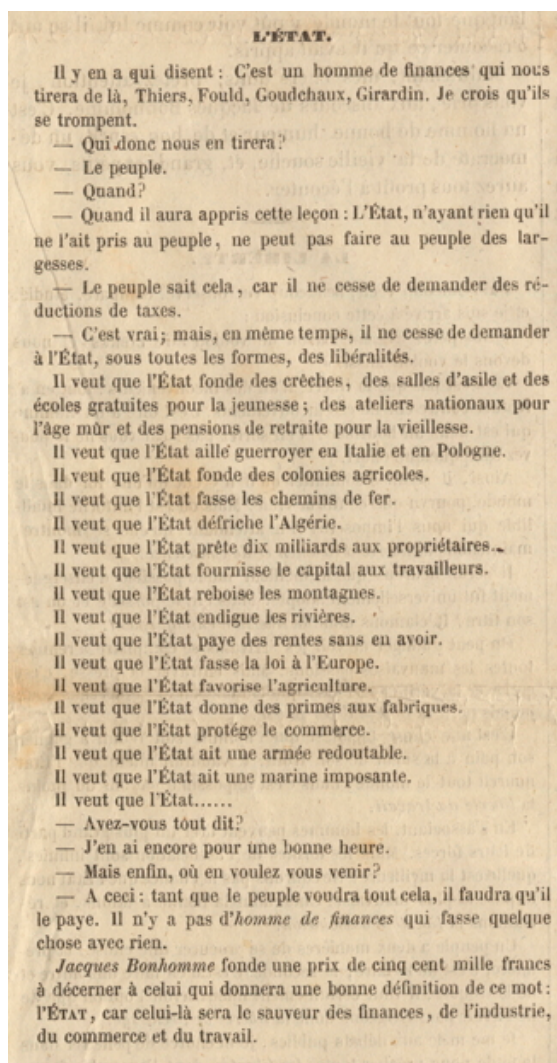 L'ÉTAT.
Il y en a qui disent : C'est un homme de finances qui nous
tirera de là, Thiers, Fould, Goudchaux, Girardin. Je crois qu'ils
se trompent.
— Qui donc nous en tirera?
— Le peuple.
— Quand?
— Quand il aura appris cette leçon : L'État, n'ayant rien qu'il
ne l'ait pris au peuple, ne peut pas faire au peuple des lar-
gesses.
— Le peuple sait cela, car il ne cesse de demander des ré-
ductions de taxes.
— C'est vrai; mais, en même temps, il ne cesse de demander
à l'État, sous toutes les formes, des libéralités.
Il veut que l'État fonde des crèches, des salles d'asile et des
écoles gratuites pour la jeunesse; des ateliers nationaux pour
l'âge mûr et des pensions de retraite pour la vieillesse.
Il veut que l'État aille guerroyer en Italie et en Pologne.
Il veut que l'État fonde des colonies agricoles.
Il veut que l'État fasse les chemins de fer.
Il veut que l'État défriche l'Algérie.
Il veut que l'État prête dix milliards aux propriétaires.
Il veut que l'État fournisse le capital aux travailleurs.
Il veut que l'État reboise les montagnes.
Il veut que l'État endigue les rivières.
Il veut que l'État paye des rentes sans en avoir.
Il veut que l'État fasse la loi à l'Europe.
Il veut que l'État favorise l'agriculture.
Il veut que l'État donne des primes aux fabriques.
Il veut que l'État protége le commerce.
Il veut que l'État ait une armée redoutable.
Il veut que l'État ait une marine imposante.
Il veut que l'État......
— Avez-vous tout dit?
— J'en ai encore pour une bonne heure.
— Mais enfin, où en voulez vous venir?
— A ceci : tant que le peuple voudra tout cela, il faudra qu'il
le paye. Il n'y a pas d'homme de finances qui fasse quelque
chose avec rien.
Jacques Bonhomme fonde une prix de cinq cent mille francs
à décerner à celui qui donnera une bonne définition de ce mot :
l'ÉTAT, car celui-là sera le sauveur des finances, de l'industrie,
du commerce et du travail.